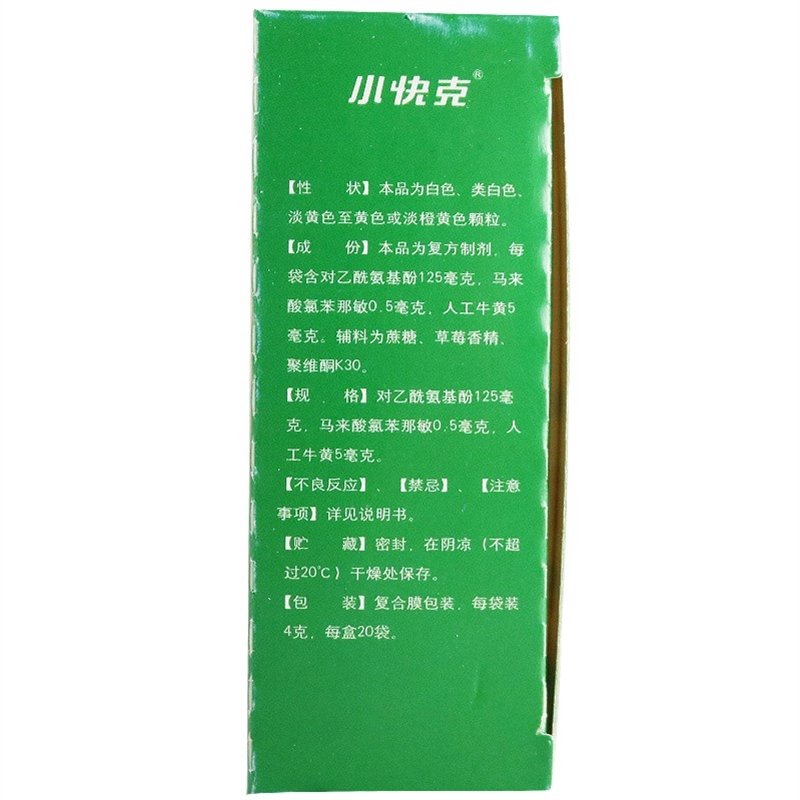 小快克®
【性 状】本品为白色、类白色、
淡黄色至黄色或淡橙黄色颗粒。
【成 份】本品为复方制剂，每
袋含对乙酰氨基酚125毫克，马来
酸氯苯那敏0.5毫克，人工牛黄5
毫克。辅料为蔗糖、草莓香精、
聚维酮K30。
【规 格】对乙酰氨基酚125毫
克，马来酸氯苯那敏0.5毫克，人
工牛黄5毫克。
【不良反应】、【禁忌】、【注意
事项】详见说明书。
【贮 藏】密封，在阴凉（不超
过20℃）干燥处保存。
【包 装】复合膜包装，每袋装
4克，每盒20袋。